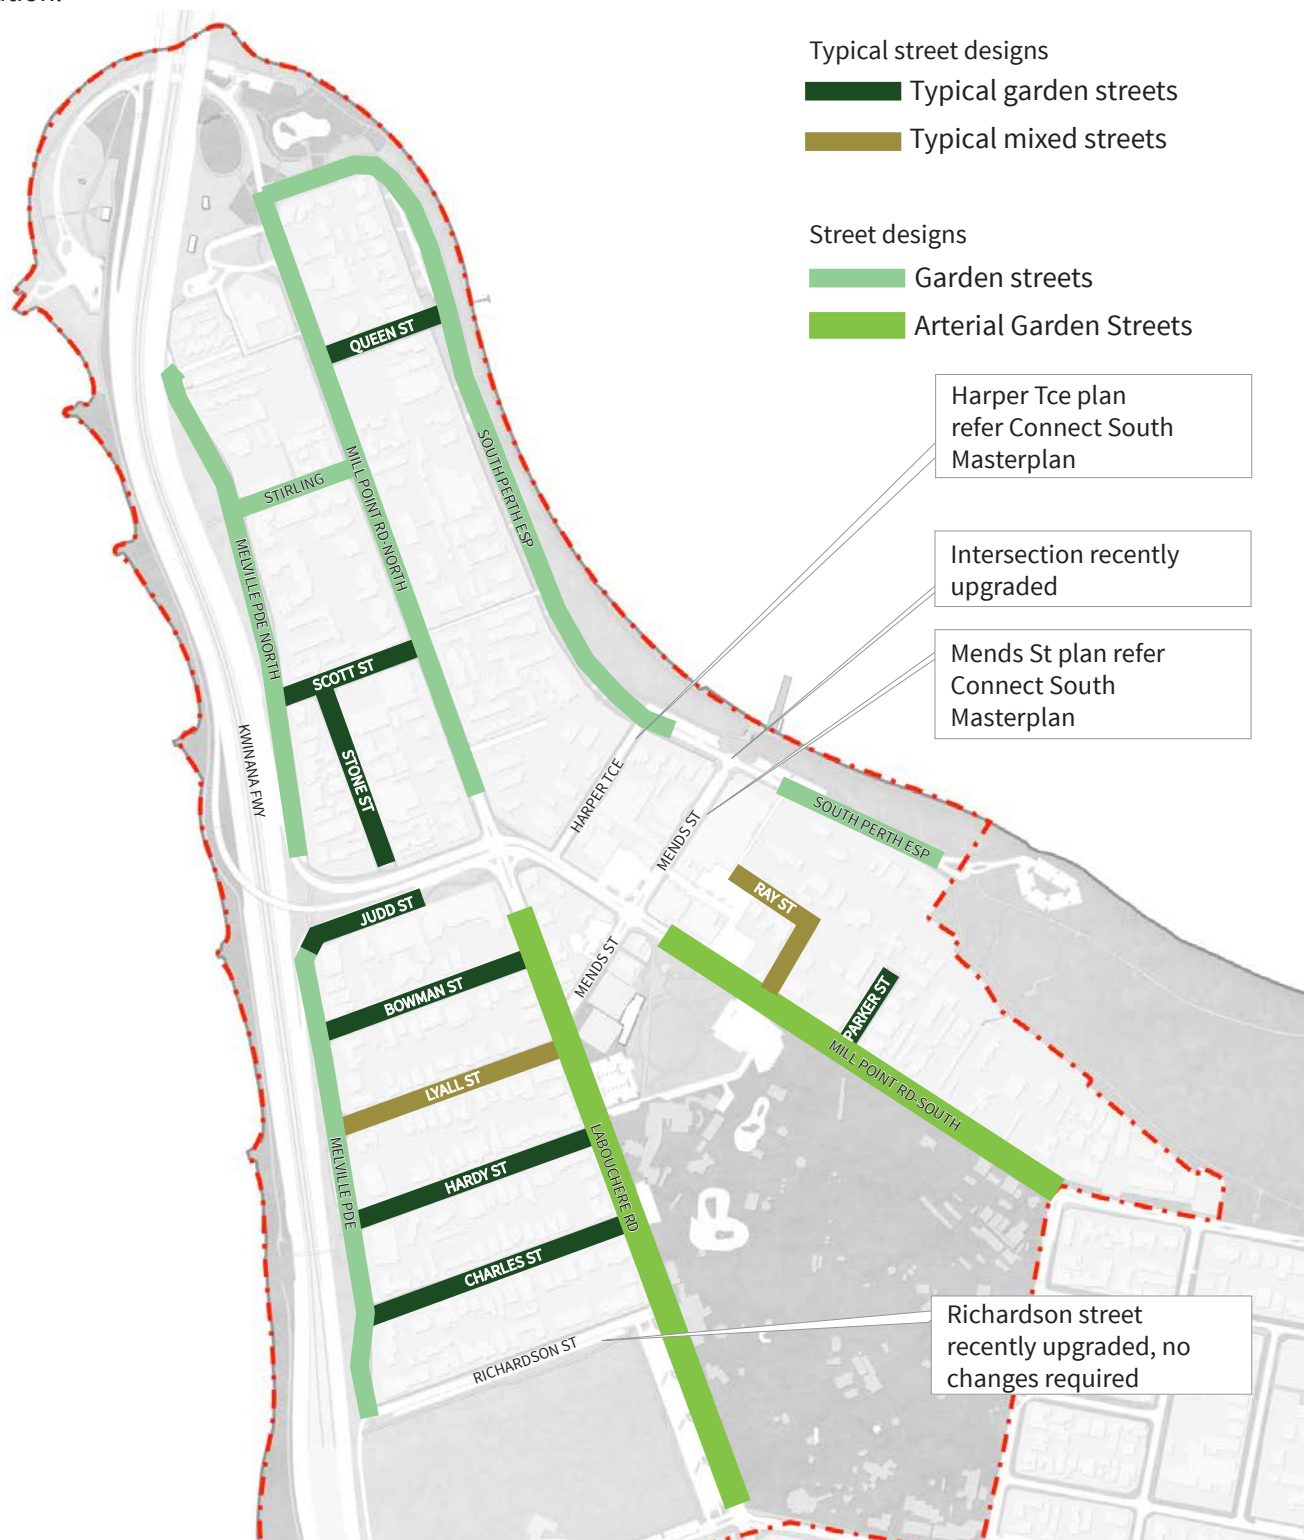 Typical street designs
Typical garden streets
Typical mixed streets
Street designs
Garden streets
Arterial Garden Streets
Harper Tce plan
refer Connect South
Masterplan
Intersection recently
upgraded
Mends St plan refer
Connect South
Masterplan
QUEEN ST
SOUTH PERTH ESP
MILL POINT RD-NORTH
STIRLING
MELVILLE PDE NORTH
SCOTT ST
STONE ST
KWINANA FWY
HARPER TCE
MENDS ST
SOUTH PERTH ESP
RAY ST
JUDD ST
MENDS ST
BOWMAN ST
PARKER ST
MILL POINT RD-SOUTH
LYALL ST
LABOUCHERE RD
MELVILLE PDE
HARDY ST
CHARLES ST
RICHARDSON ST
Richardson street
recently upgraded, no
changes required